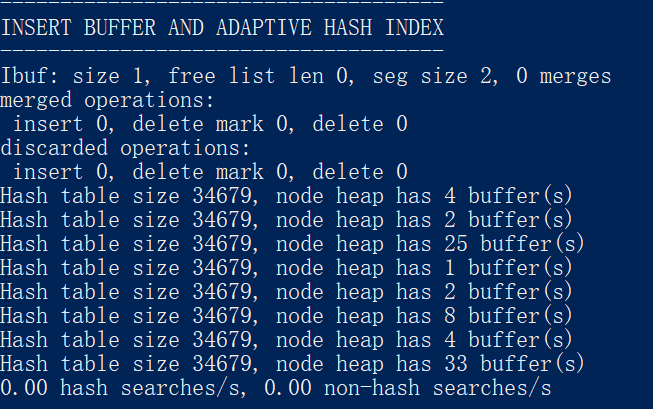 -------------------------------------
INSERT BUFFER AND ADAPTIVE HASH INDEX
-------------------------------------
Ibuf: size 1, free list len 0, seg size 2, 0 merges
merged operations:
 insert 0, delete mark 0, delete 0
discarded operations:
 insert 0, delete mark 0, delete 0
Hash table size 34679, node heap has 4 buffer(s)
Hash table size 34679, node heap has 2 buffer(s)
Hash table size 34679, node heap has 25 buffer(s)
Hash table size 34679, node heap has 1 buffer(s)
Hash table size 34679, node heap has 2 buffer(s)
Hash table size 34679, node heap has 8 buffer(s)
Hash table size 34679, node heap has 4 buffer(s)
Hash table size 34679, node heap has 33 buffer(s)
0.00 hash searches/s, 0.00 non-hash searches/s